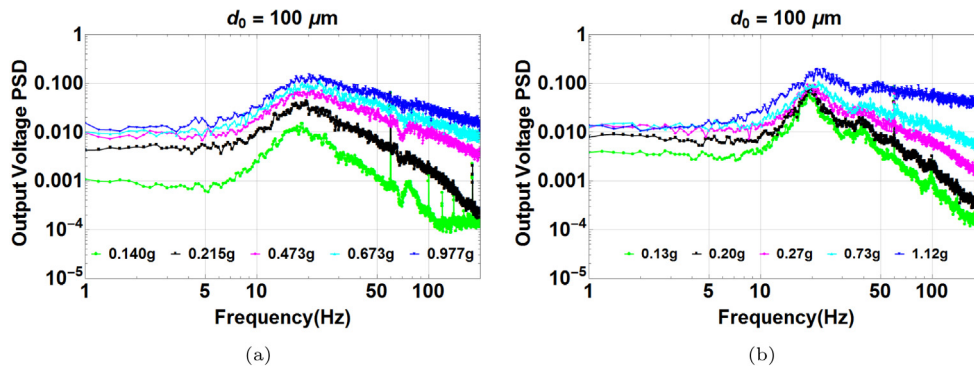 d₀ = 100 μm
Output Voltage PSD
1
0.100
0.010
0.001
10⁻⁴
10⁻⁵
0.140g 0.215g 0.473g 0.673g 0.977g
1 5 10 50 100
Frequency(Hz)
(a)
d₀ = 100 μm
Output Voltage PSD
1
0.100
0.010
0.001
10⁻⁴
10⁻⁵
0.13g 0.20g 0.27g 0.73g 1.12g
1 5 10 50 100
Frequency(Hz)
(b)